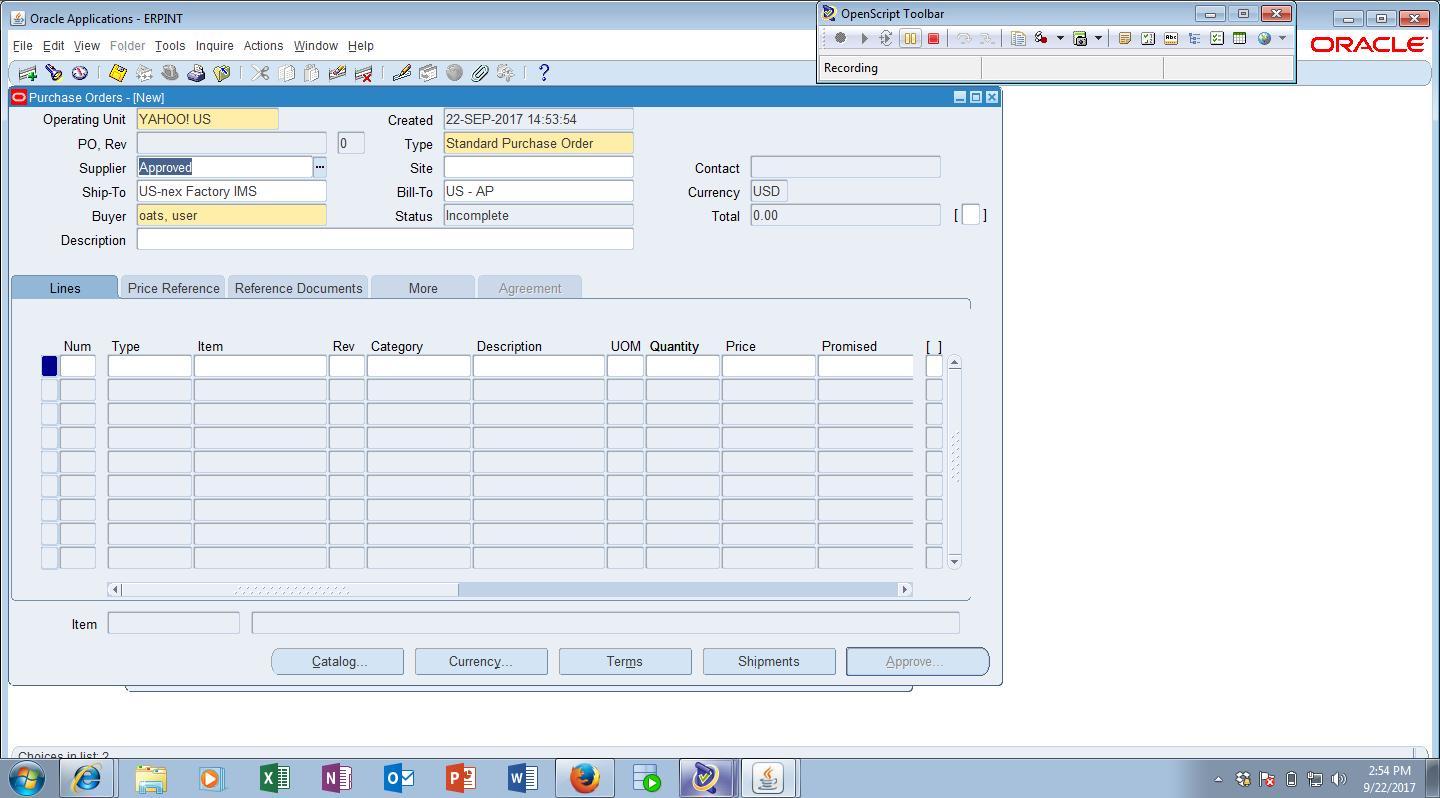 Oracle Applications - ERPINT
OpenScript Toolbar
File Edit View Folder Tools Inquire Actions Window Help
ORACLE
Recording
Purchase Orders - [New]
Operating Unit YAHOO! US Created 22-SEP-2017 14:53:54
PO, Rev 0 Type Standard Purchase Order
Supplier Approved ... Site Contact
Ship-To US-nex Factory IMS Bill-To US - AP Currency USD
Buyer oats, user Status Incomplete Total 0.00 [ ]
Description
Lines Price Reference Reference Documents More Agreement
Num Type Item Rev Category Description UOM Quantity Price Promised [ ]
Item
Catalog... Currency... Terms Shipments Approve...
Choices in list: 2
2:54 PM
9/22/2017